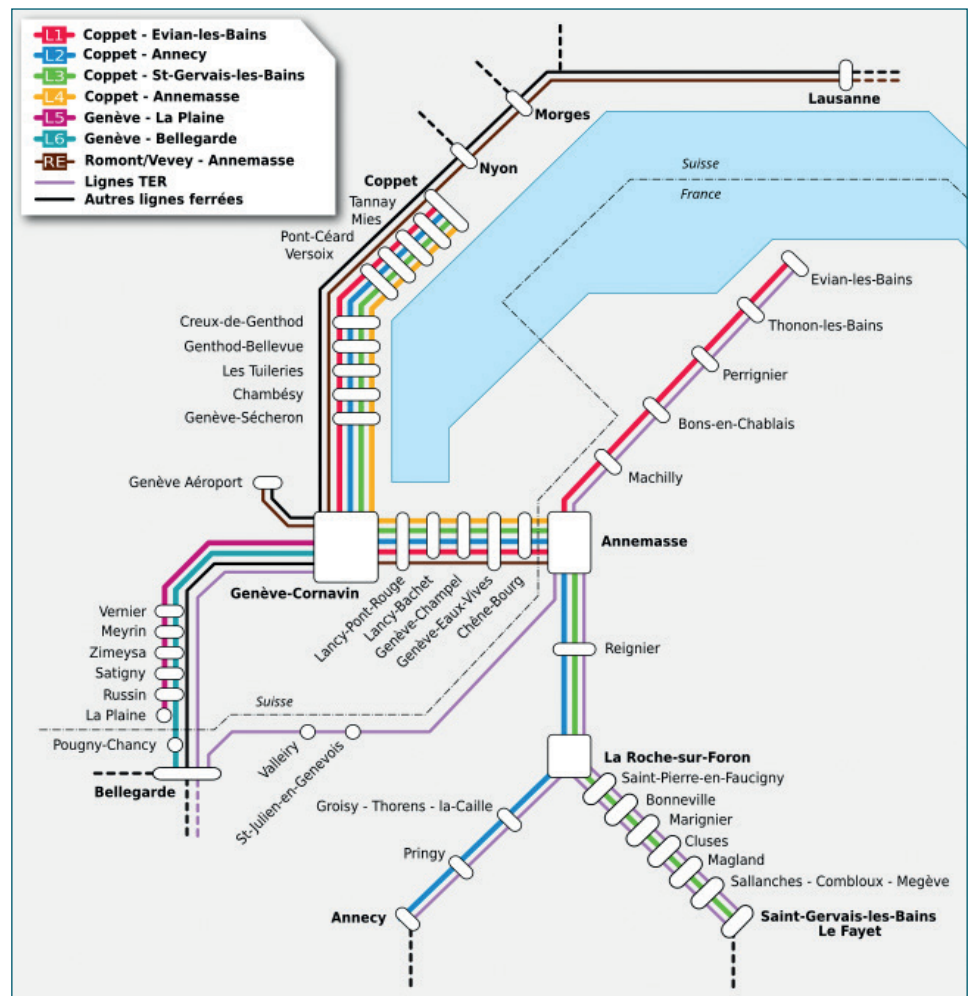 L1 Coppet - Evian-les-Bains
L2 Coppet - Annecy
L3 Coppet - St-Gervais-les-Bains
L4 Coppet - Annemasse
L5 Genève - La Plaine
L6 Genève - Bellegarde
RE Romont/Vevey - Annemasse
Lignes TER
Autres lignes ferrées
Lausanne
Morges
Nyon
Coppet
Tannay
Mies
Pont-Céard
Versoix
Suisse
France
Creux-de-Genthod
Genthod-Bellevue
Les Tuileries
Chambésy
Genève-Sécheron
Genève Aéroport
Genève-Cornavin
Evian-les-Bains
Thonon-les-Bains
Perrignier
Bons-en-Chablais
Machilly
Annemasse
Lancy-Pont-Rouge
Lancy-Bachet
Genève-Champel
Genève-Eaux-Vives
Chêne-Bourg
Vernier
Meyrin
Zimeysa
Satigny
Russin
La Plaine
Pougny-Chancy
Bellegarde
Suisse
Valleiry
St-Julien-en-Genevois
Reignier
La Roche-sur-Foron
Saint-Pierre-en-Faucigny
Bonneville
Marignier
Cluses
Magland
Sallanches - Combloux - Megève
Saint-Gervais-les-Bains
Le Fayet
Groisy - Thorens - la-Caille
Pringy
Annecy